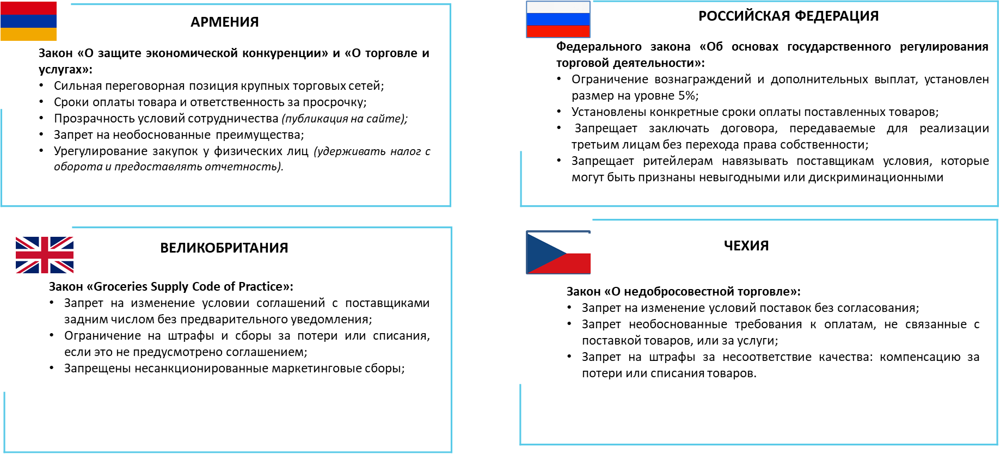 АРМЕНИЯ
Закон «О защите экономической конкуренции» и «О торговле и
услугах»:
• Сильная переговорная позиция крупных торговых сетей;
• Сроки оплаты товара и ответственность за просрочку;
• Прозрачность условий сотрудничества (публикация на сайте);
• Запрет на необоснованные преимущества;
• Урегулирование закупок у физических лиц (удерживать налог с
оборота и предоставлять отчетность).
РОССИЙСКАЯ ФЕДЕРАЦИЯ
Федерального закона «Об основах государственного регулирования
торговой деятельности»:
• Ограничение вознаграждений и дополнительных выплат, установлен
размер на уровне 5%;
• Установлены конкретные сроки оплаты поставленных товаров;
• Запрещает заключать договора, передаваемые для реализации
третьим лицам без перехода права собственности;
• Запрещает ритейлерам навязывать поставщикам условия, которые
могут быть признаны невыгодными или дискриминационными
ВЕЛИКОБРИТАНИЯ
Закон «Groceries Supply Code of Practice»:
• Запрет на изменение условии соглашений с поставщиками
задним числом без предварительного уведомления;
• Ограничение на штрафы и сборы за потери или списания,
если это не предусмотрено соглашением;
• Запрещены несанкционированные маркетинговые сборы;
ЧЕХИЯ
Закон «О недобросовестной торговле»:
• Запрет на изменение условий поставок без согласования;
• Запрет необоснованные требования к оплатам, не связанные с
поставкой товаров, или за услуги;
• Запрет на штрафы за несоответствие качества: компенсацию за
потери или списания товаров.